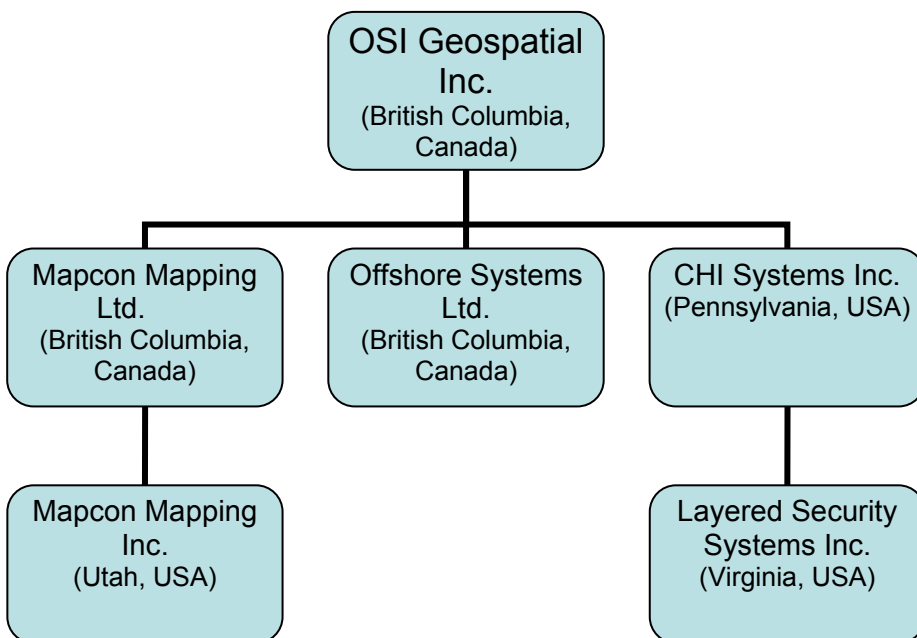 OSI Geospatial
Inc.
(British Columbia,
Canada)
Mapcon Mapping
Ltd.
(British Columbia,
Canada)
Offshore Systems
Ltd.
(British Columbia,
Canada)
CHI Systems Inc.
(Pennsylvania, USA)
Mapcon Mapping
Inc.
(Utah, USA)
Layered Security
Systems Inc.
(Virginia, USA)